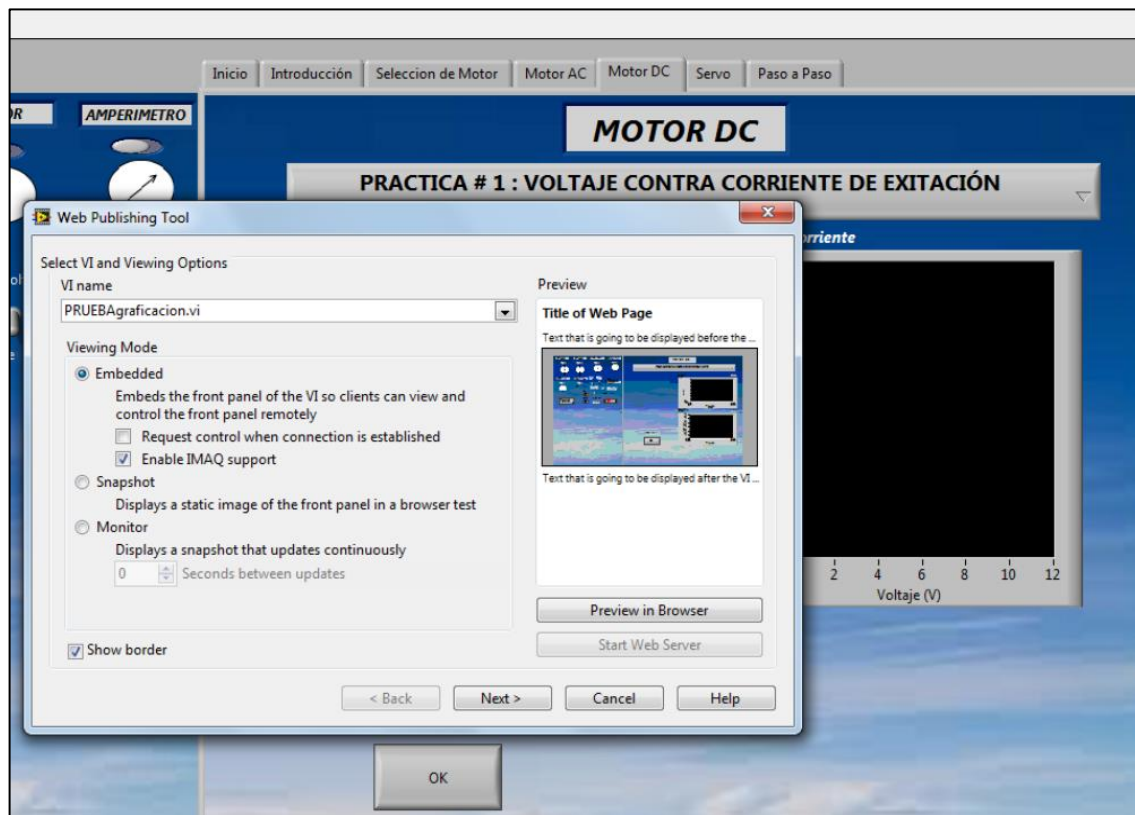 Inicio Introducción Seleccion de Motor Motor AC Motor DC Servo Paso a Paso
AMPERIMETRO
MOTOR DC
PRACTICA # 1 : VOLTAJE CONTRA CORRIENTE DE EXITACIÓN
Web Publishing Tool
Select VI and Viewing Options
VI name
PRUEBAgraficacion.vi
Viewing Mode
Embedded
Embeds the front panel of the VI so clients can view and
control the front panel remotely
Request control when connection is established
Enable IMAQ support
Snapshot
Displays a static image of the front panel in a browser test
Monitor
Displays a snapshot that updates continuously
0 Seconds between updates
Show border
Preview
Title of Web Page
Text that is going to be displayed before the ...
Text that is going to be displayed after the VI ...
Preview in Browser
Start Web Server
< Back Next > Cancel Help
orriente
2 4 6 8 10 12
Voltaje (V)
OK